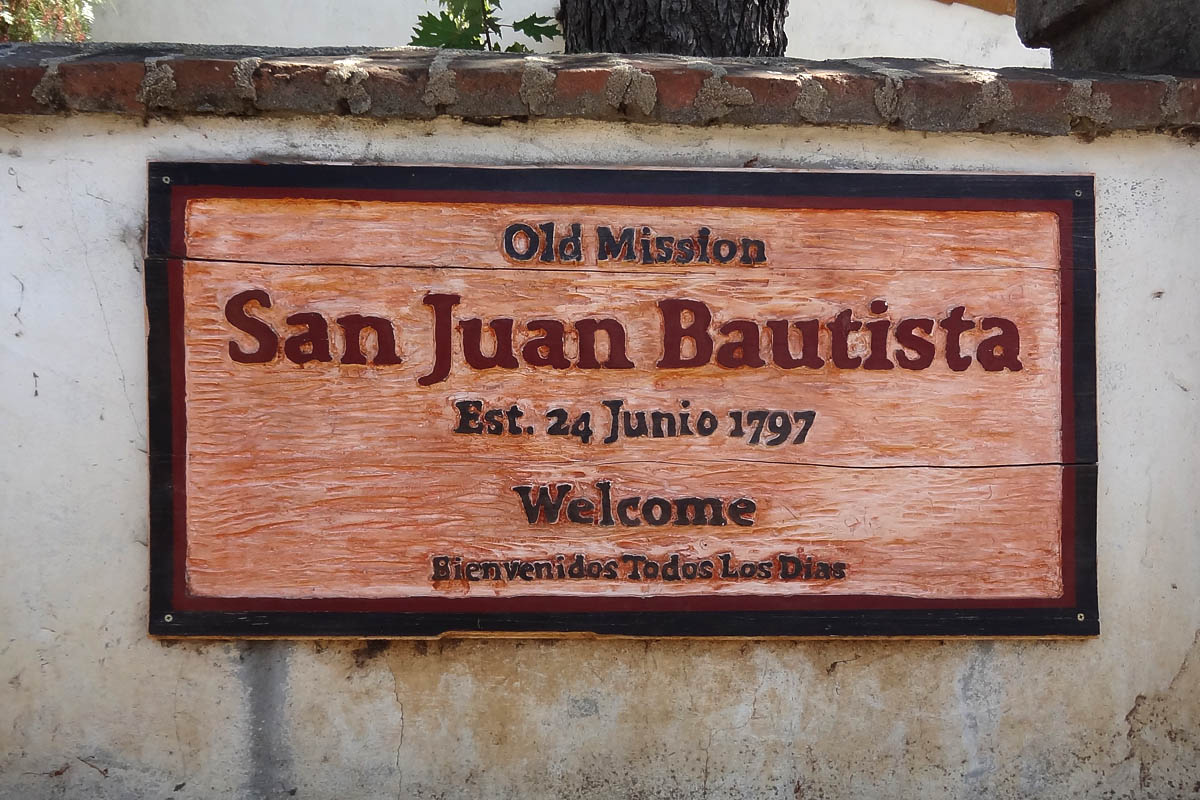 Old Mission
San Juan Bautista
Est. 24 Junio 1797
Welcome
Bienvenidos Todos Los Dias